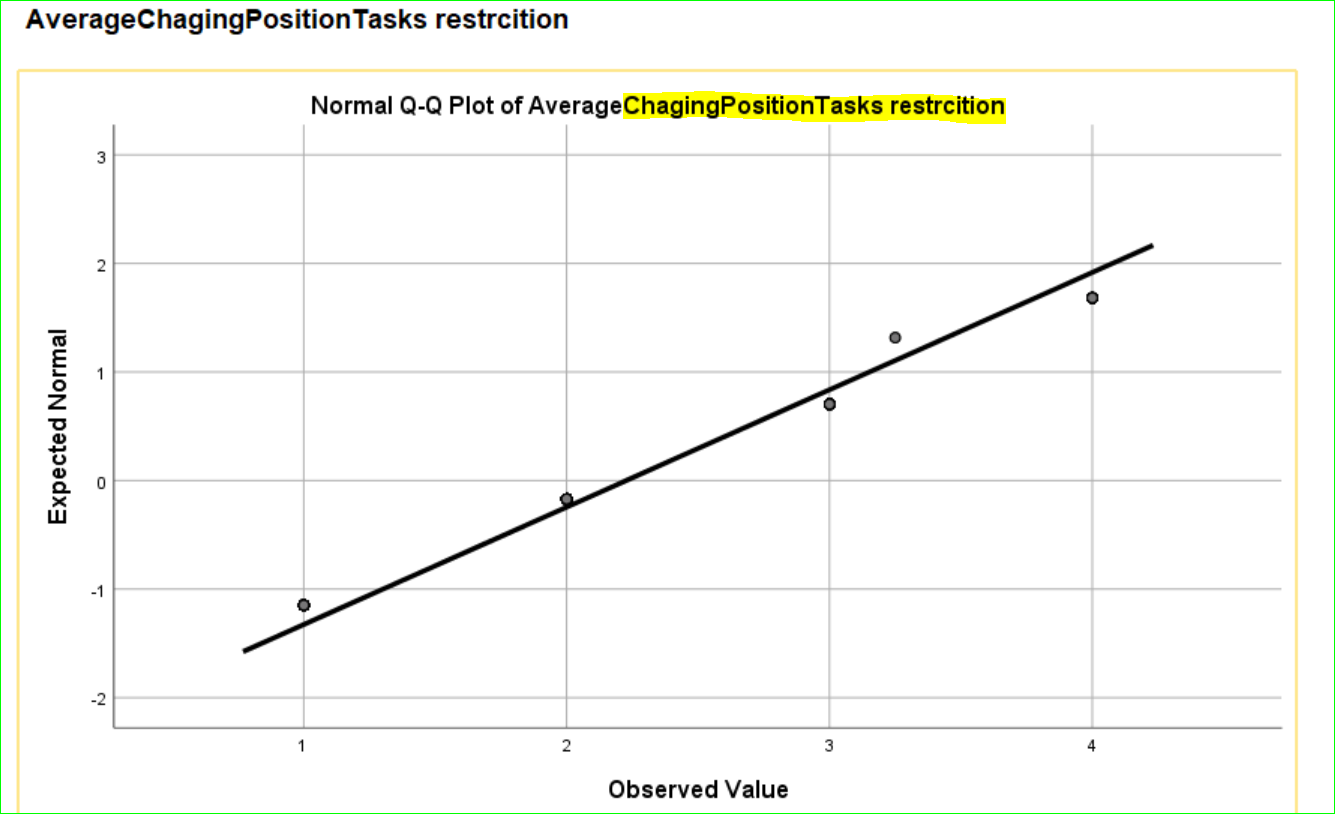 AverageChagingPositionTasks restrcition
Normal Q-Q Plot of AverageChagingPositionTasks restrcition
3
2
1
0
-1
-2
Expected Normal
1 2 3 4
Observed Value